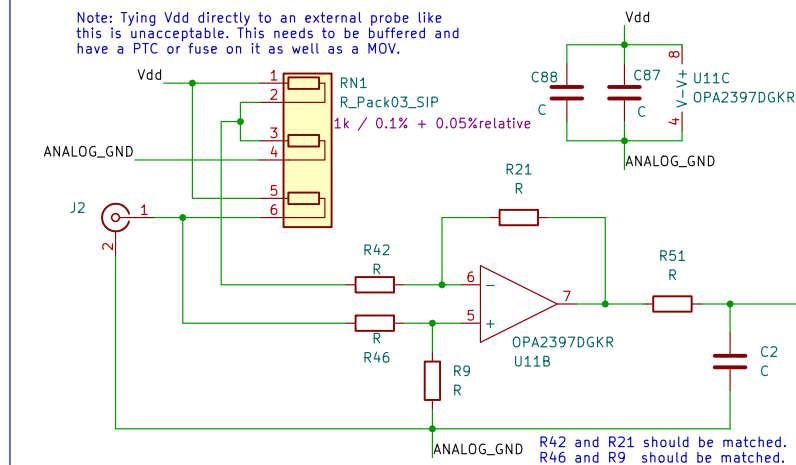 Note: Tying Vdd directly to an external probe like
this is unacceptable. This needs to be buffered and
have a PTC or fuse on it as well as a MOV.
Vdd
8
C88
C87
U11C
V-V+
OPA2397DGKR
C
C
4
ANALOG_GND
Vdd
1
RN1
2
R_Pack03_SIP
1k / 0.1% + 0.05%relative
3
ANALOG_GND
4
5
6
J2
1
2
R21
R
R42
R
6
-
7
R51
R
5
+
R
R46
OPA2397DGKR
U11B
C2
C
R9
R
ANALOG_GND
R42 and R21 should be matched.
R46 and R9  should be matched.